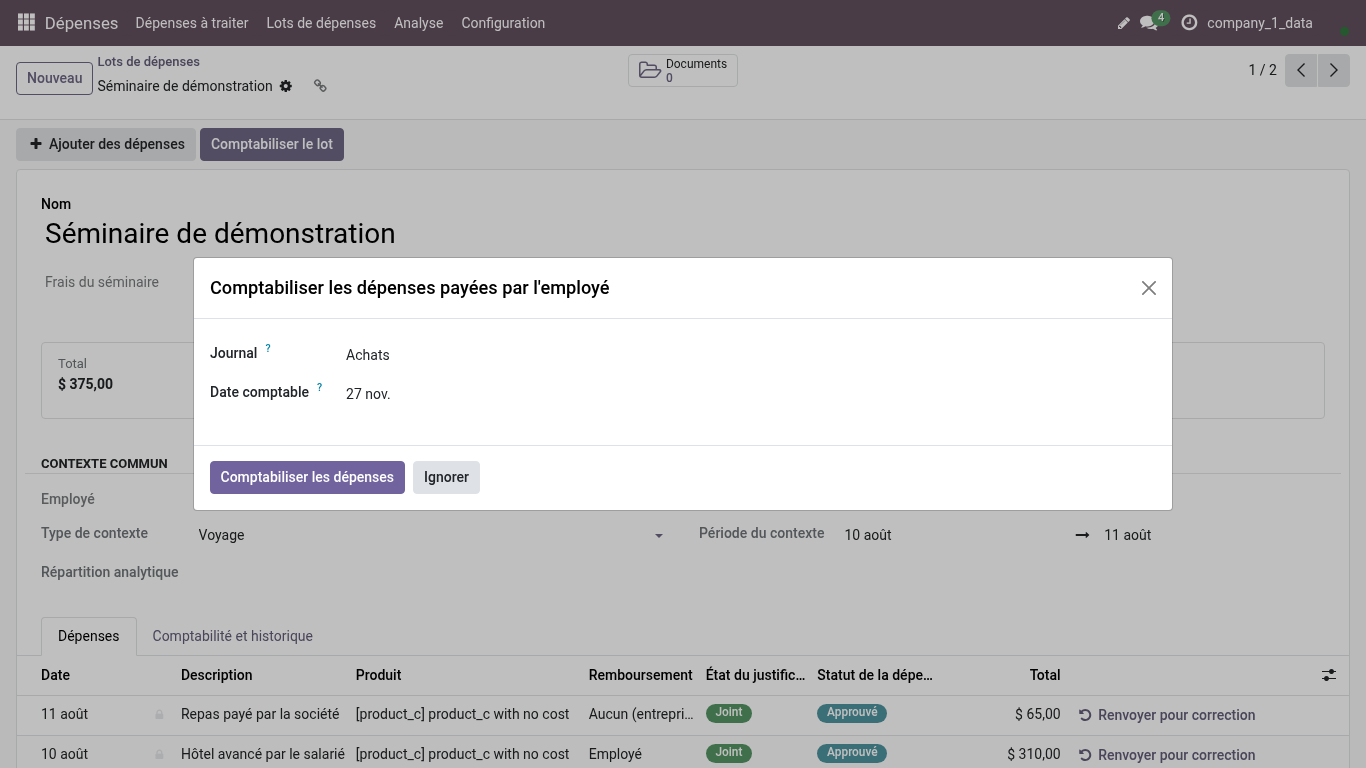 Dépenses Dépenses à traiter Lots de dépenses Analyse Configuration 4 company_1_data
Nouveau Lots de dépenses Séminaire de démonstration Documents 0 1 / 2
Ajouter des dépenses Comptabiliser le lot
Nom
Séminaire de démonstration
Frais du séminaire
Total
$ 375,00
Comptabiliser les dépenses payées par l'employé
Journal ? Achats
Date comptable ? 27 nov.
Comptabiliser les dépenses Ignorer
CONTEXTE COMMUN
Employé
Type de contexte Voyage Période du contexte 10 août → 11 août
Répartition analytique
Dépenses Comptabilité et historique
Date Description Produit Remboursement État du justific… Statut de la dépe… Total
11 août Repas payé par la société [product_c] product_c with no cost Aucun (entrepri… Joint Approuvé $ 65,00 Renvoyer pour correction
10 août Hôtel avancé par le salarié [product_c] product_c with no cost Employé Joint Approuvé $ 310,00 Renvoyer pour correction